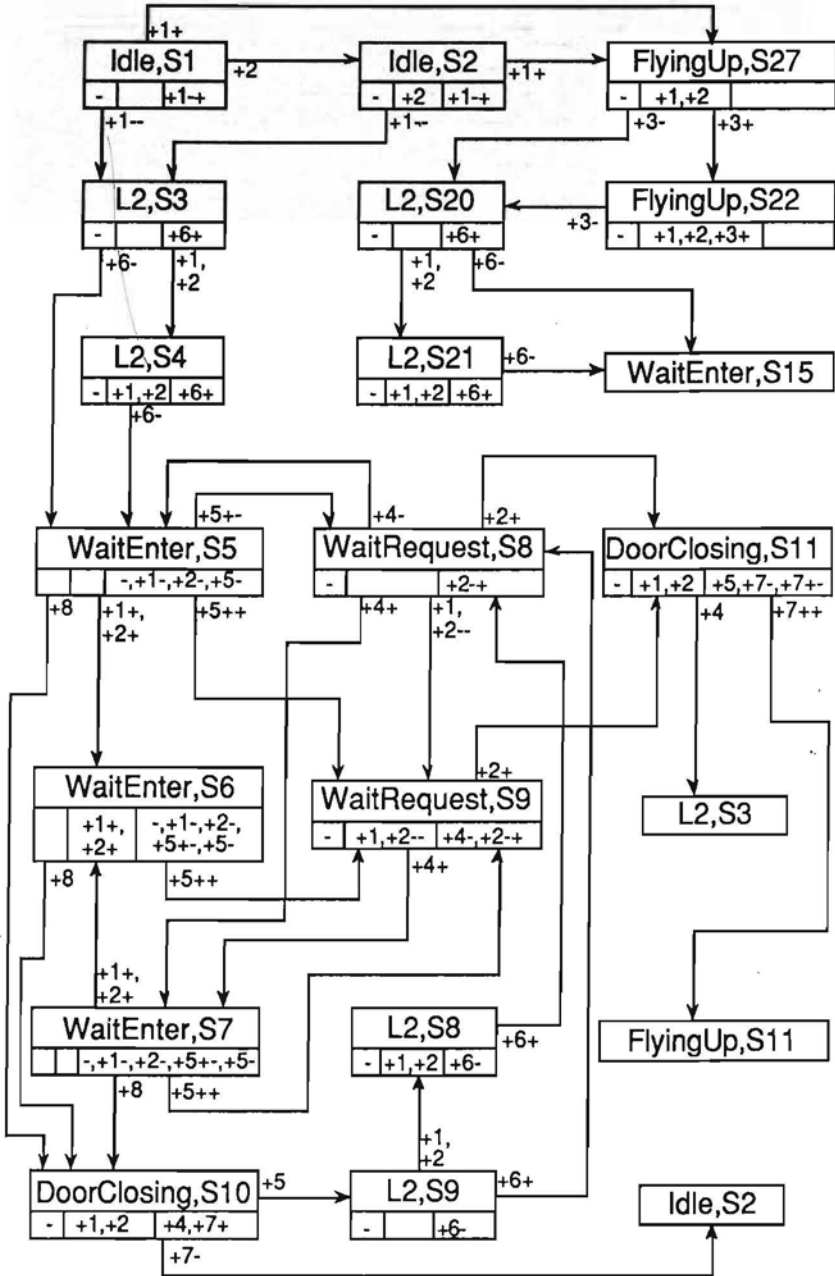 +1+
Idle,S1
+2
Idle,S2
+1+
FlyingUp,S27
- +1-+
- +2 +1-+
- +1,+2
+1--
+1--
+3-
+3+
L2,S3
L2,S20
FlyingUp,S22
- +6+
- +6+
+3-
- +1,+2,+3+
+6-
+1,
+2
+1,
+2
+6-
L2,S4
L2,S21
+6-
WaitEnter,S15
- +1,+2 +6+
- +1,+2 +6+
+6-
+5+-
+4-
+2+
WaitEnter,S5
WaitRequest,S8
DoorClosing,S11
-,+1-,+2-,+5-
- +2-+
- +1,+2 +5,+7-,+7+-
+8
+1+,
+2+
+5++
+4+
+1,
+2--
+4
+7++
WaitEnter,S6
WaitRequest,S9
+2+
L2,S3
+1+,
+2+
-,+1-,+2-,
+5+-,+5-
- +1,+2-- +4-,+2-+
+8
+5++
+4+
+1+,
+2+
WaitEnter,S7
L2,S8
+6+
FlyingUp,S11
-,+1-,+2-,+5+-,+5-
- +1,+2 +6-
+8
+5++
+1,
+2
DoorClosing,S10
+5
L2,S9
+6+
Idle,S2
- +1,+2 +4,+7+
- +6-
+7-